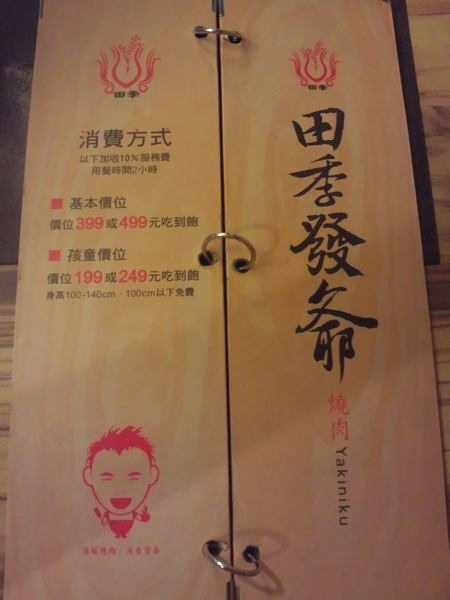 田季
消費方式
以下加收10%服務費
用餐時間2小時
■ 基本價位
價位399或499元吃到飽
■ 孩童價位
價位199或249元吃到飽
身高100-140cm，100cm以下免費
田季
田季發爺
燒肉 Yakiniku